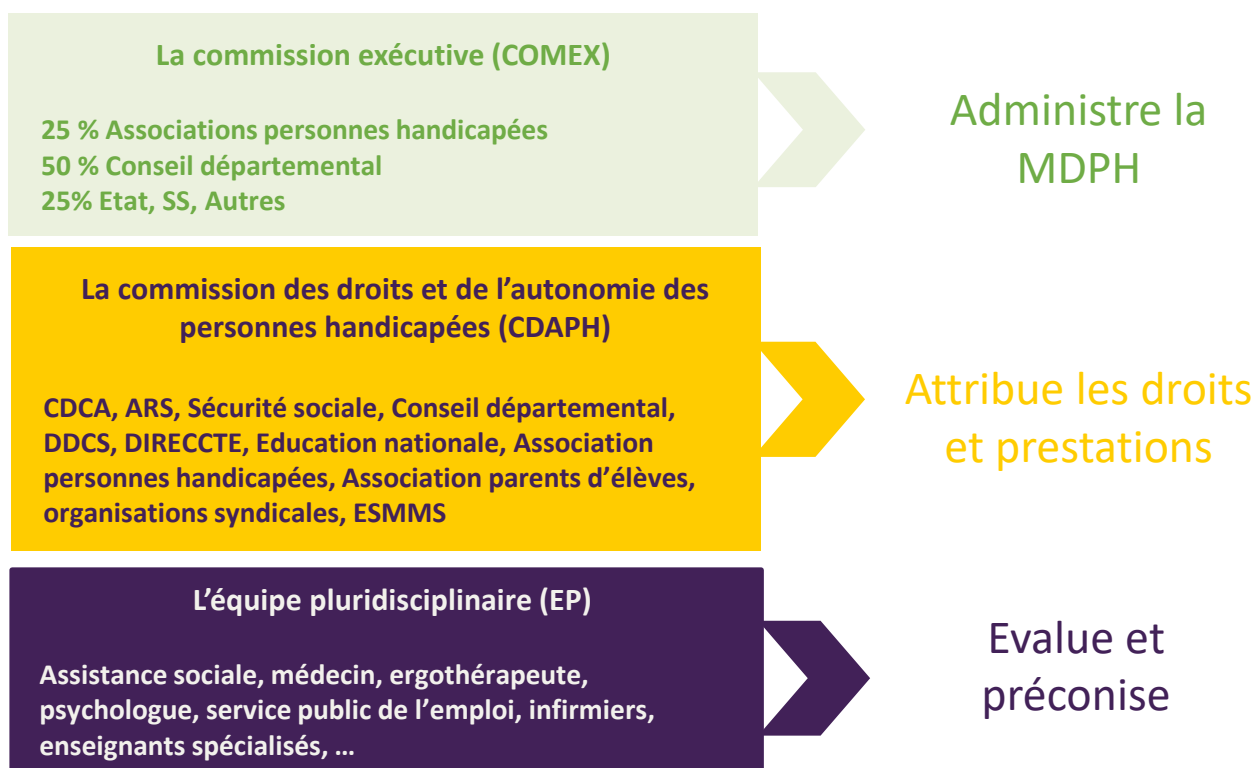 La commission exécutive (COMEX)
25 % Associations personnes handicapées
50 % Conseil départemental
25% Etat, SS, Autres
Administre la
MDPH
La commission des droits et de l’autonomie des
personnes handicapées (CDAPH)
CDCA, ARS, Sécurité sociale, Conseil départemental,
DDCS, DIRECCTE, Education nationale, Association
personnes handicapées, Association parents d’élèves,
organisations syndicales, ESMMS
Attribue les droits
et prestations
L’équipe pluridisciplinaire (EP)
Assistance sociale, médecin, ergothérapeute,
psychologue, service public de l’emploi, infirmiers,
enseignants spécialisés, …
Evalue et
préconise